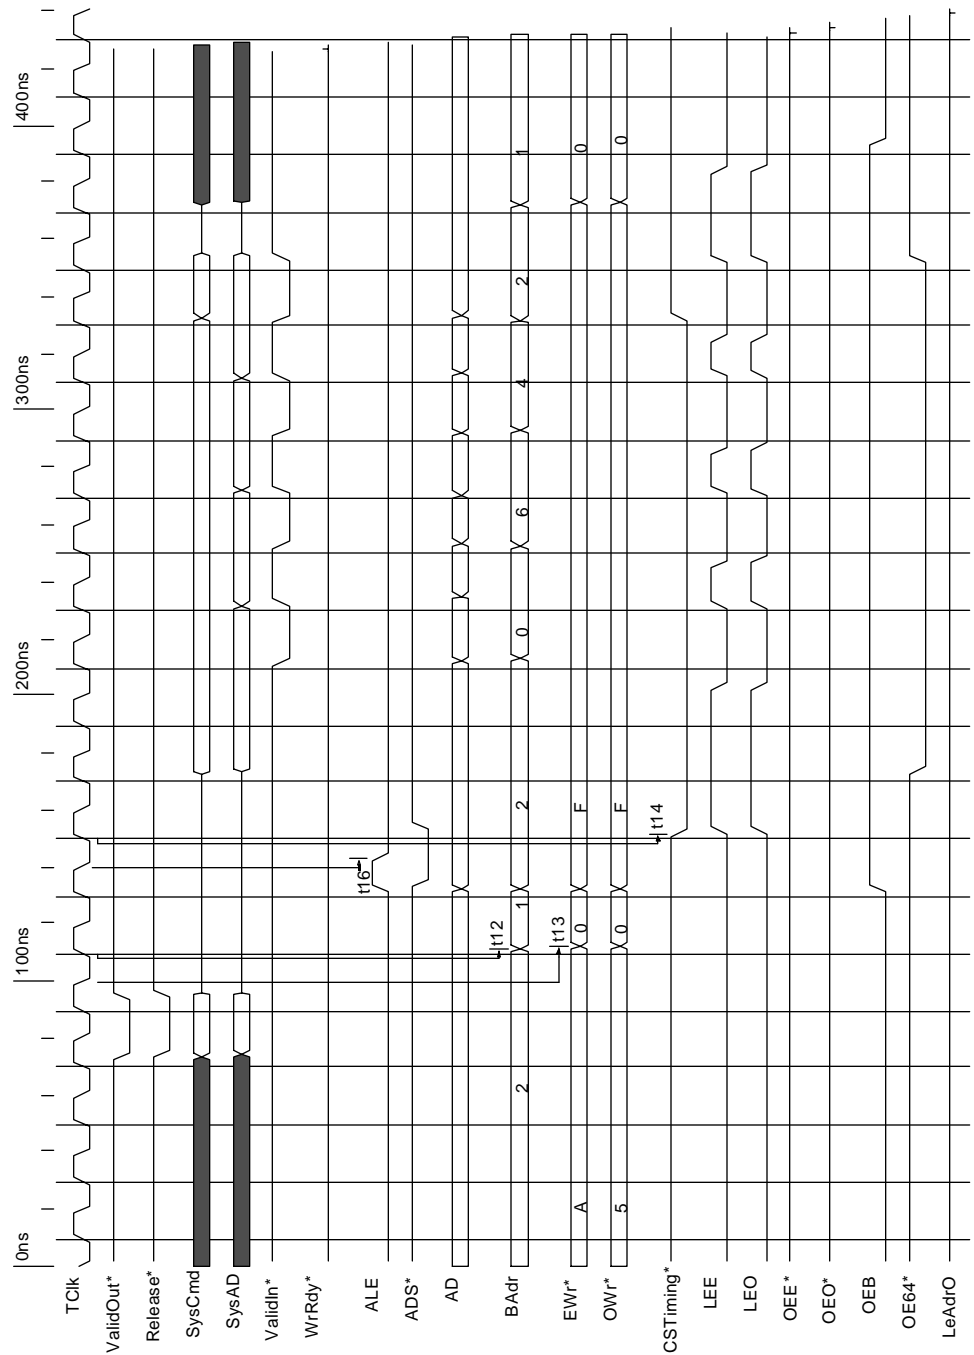 0ns
100ns
200ns
300ns
400ns
TClk
ValidOut*
Release*
SysCmd
SysAD
ValidIn*
WrRdy*
ALE
t16
ADS*
AD
BAdr 2 1 2 0 6 4 2 1
t12
EWr* A 0 F 0
t13
OWr* 5 0 F 0
CSTiming*
t14
LEE
LEO
OEE*
OEO*
OEB
OE64*
LeAdrO